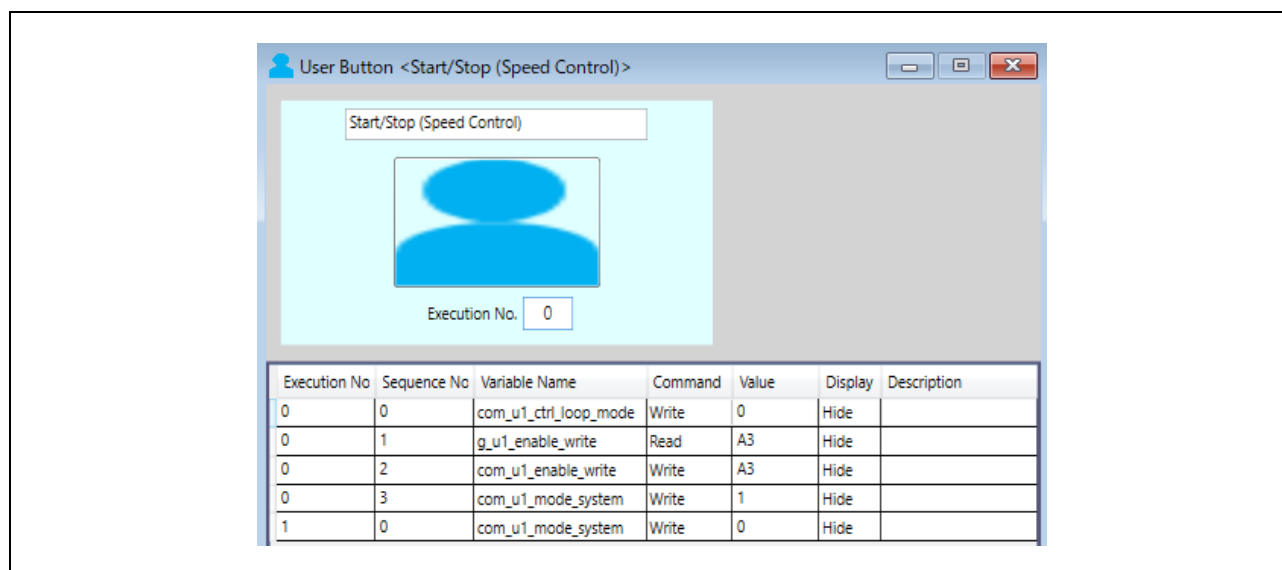 User Button <Start/Stop (Speed Control)>
Start/Stop (Speed Control)
Execution No. 0
Execution No Sequence No Variable Name Command Value Display Description
0 0 com_u1_ctrl_loop_mode Write 0 Hide
0 1 g_u1_enable_write Read A3 Hide
0 2 com_u1_enable_write Write A3 Hide
0 3 com_u1_mode_system Write 1 Hide
1 0 com_u1_mode_system Write 0 Hide